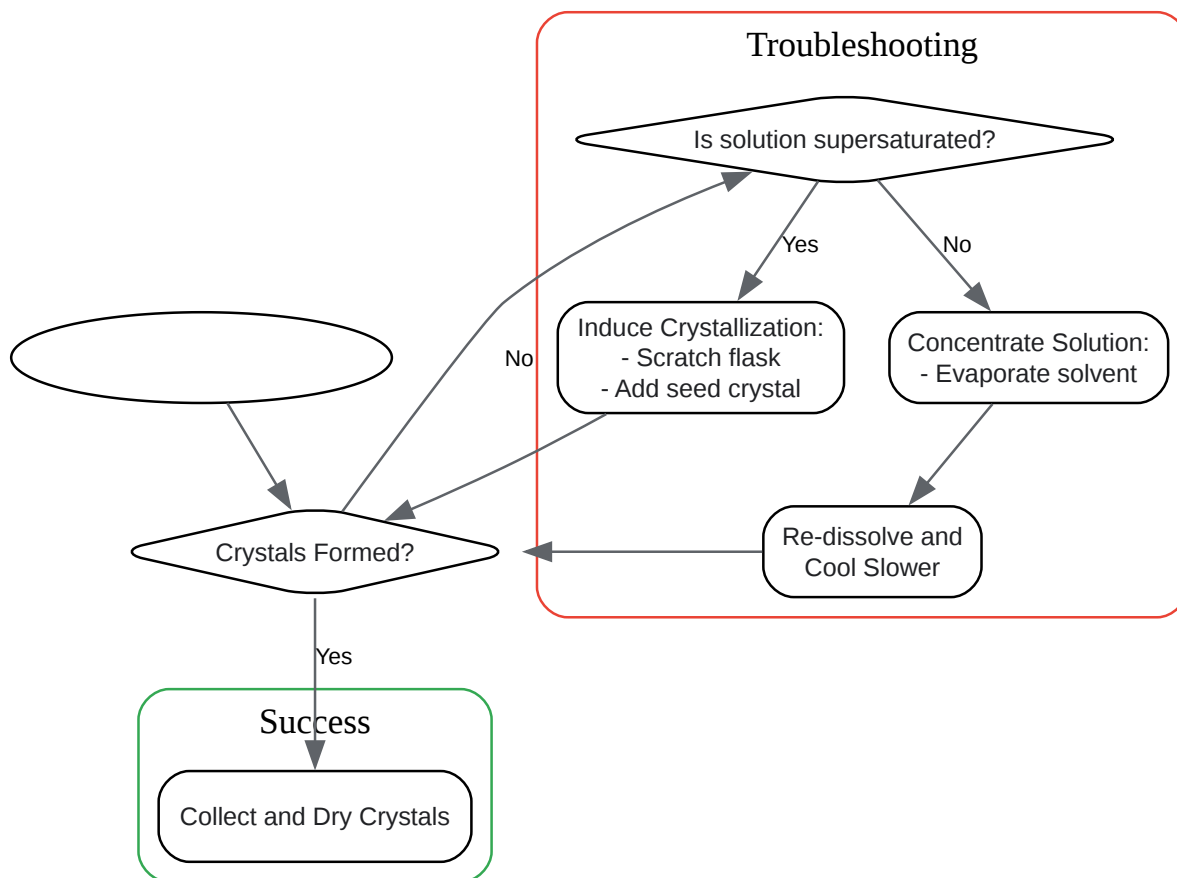 Troubleshooting
Is solution supersaturated?
Yes
No
Induce Crystallization:
- Scratch flask
- Add seed crystal
Concentrate Solution:
- Evaporate solvent
No
Re-dissolve and
Cool Slower
Crystals Formed?
Yes
Success
Collect and Dry Crystals